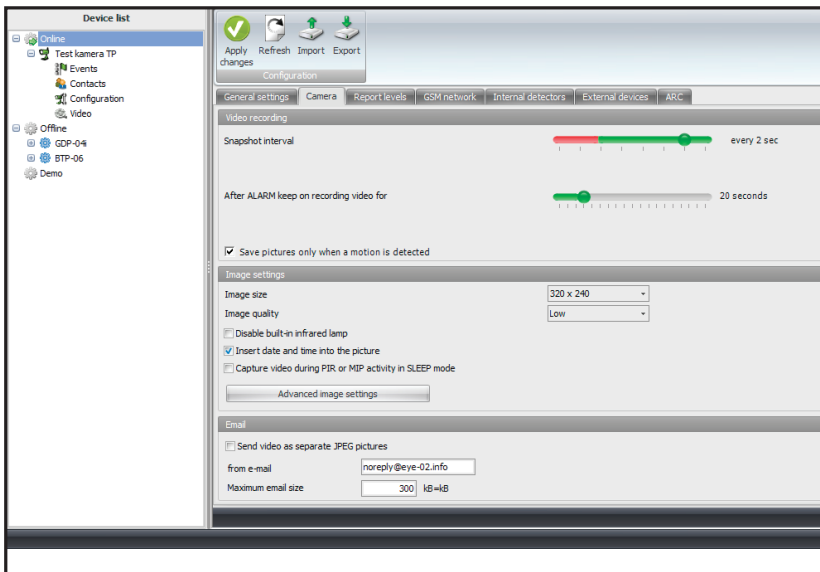 Device list
Online
Test kamera TP
Events
Contacts
Configuration
Video
Offline
GDP-04i
BTP-06
Demo
Apply changes
Refresh
Import
Export
Configuration
General settings
Camera
Report levels
GSM network
Internal detectors
External devices
ARC
Video recording
Snapshot interval every 2 sec
After ALARM keep on recording video for 20 seconds
Save pictures only when a motion is detected
Image settings
Image size 320 x 240
Image quality Low
Disable built-in infrared lamp
Insert date and time into the picture
Capture video during PIR or MIP activity in SLEEP mode
Advanced image settings
Email
Send video as separate JPEG pictures
from e-mail noreply@eye-02.info
Maximum email size 300 kB=kB